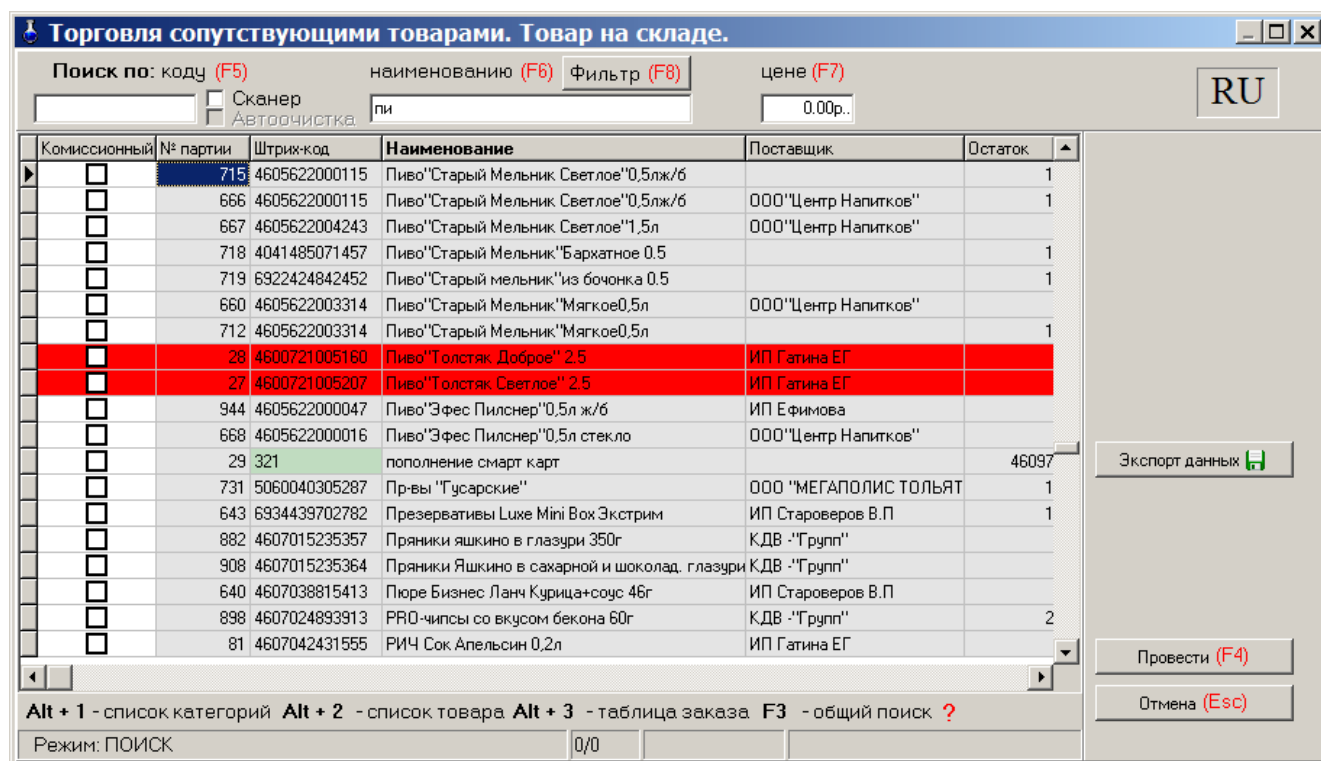 Торговля сопутствующими товарами. Товар на складе.
Поиск по: коду (F5) наименованию (F6) Фильтр (F8) цене (F7)
RU
Сканер
Автоочистка
пи
0.00р..
Комиссионный № партии Штрих-код Наименование Поставщик Остаток
715 4605622000115 Пиво"Старый Мельник Светлое"0,5лж/б 1
666 4605622000115 Пиво"Старый Мельник Светлое"0,5лж/б ООО"Центр Напитков" 1
667 4605622004243 Пиво"Старый Мельник Светлое"1,5л ООО"Центр Напитков"
718 4041485071457 Пиво"Старый Мельник"Бархатное 0.5 1
719 6922424842452 Пиво"Старый мельник"из бочонка 0.5 1
660 4605622003314 Пиво"Старый Мельник"Мягкое0,5л ООО"Центр Напитков"
712 4605622003314 Пиво"Старый Мельник"Мягкое0,5л 1
28 4600721005160 Пиво"Толстяк Доброе" 2.5 ИП Гатина ЕГ
27 4600721005207 Пиво"Толстяк Светлое" 2.5 ИП Гатина ЕГ
944 4605622000047 Пиво"Эфес Пилснер"0,5л ж/б ИП Ефимова
668 4605622000016 Пиво"Эфес Пилснер"0,5л стекло ООО"Центр Напитков"
29 321 пополнение смарт карт 46097
731 5060040305287 Пр-вы "Гусарские" ООО "МЕГАПОЛИС ТОЛЬЯТ 1
643 6934439702782 Презервативы Luxe Mini Box Экстрим ИП Староверов В.П 1
882 4607015235357 Пряники яшкино в глазури 350г КДВ -"Групп"
908 4607015235364 Пряники Яшкино в сахарной и шоколад. глазури КДВ -"Групп"
640 4607038815413 Пюре Бизнес Ланч Курица+соус 46г ИП Староверов В.П
898 4607024893913 PRO-чипсы со вкусом бекона 60г КДВ -"Групп" 2
81 4607042431555 РИЧ Сок Апельсин 0,2л ИП Гатина ЕГ
Экспорт данных
Провести (F4)
Отмена (Esc)
Alt + 1 - список категорий Alt + 2 - список товара Alt + 3 - таблица заказа F3 - общий поиск ?
Режим: ПОИСК 0/0